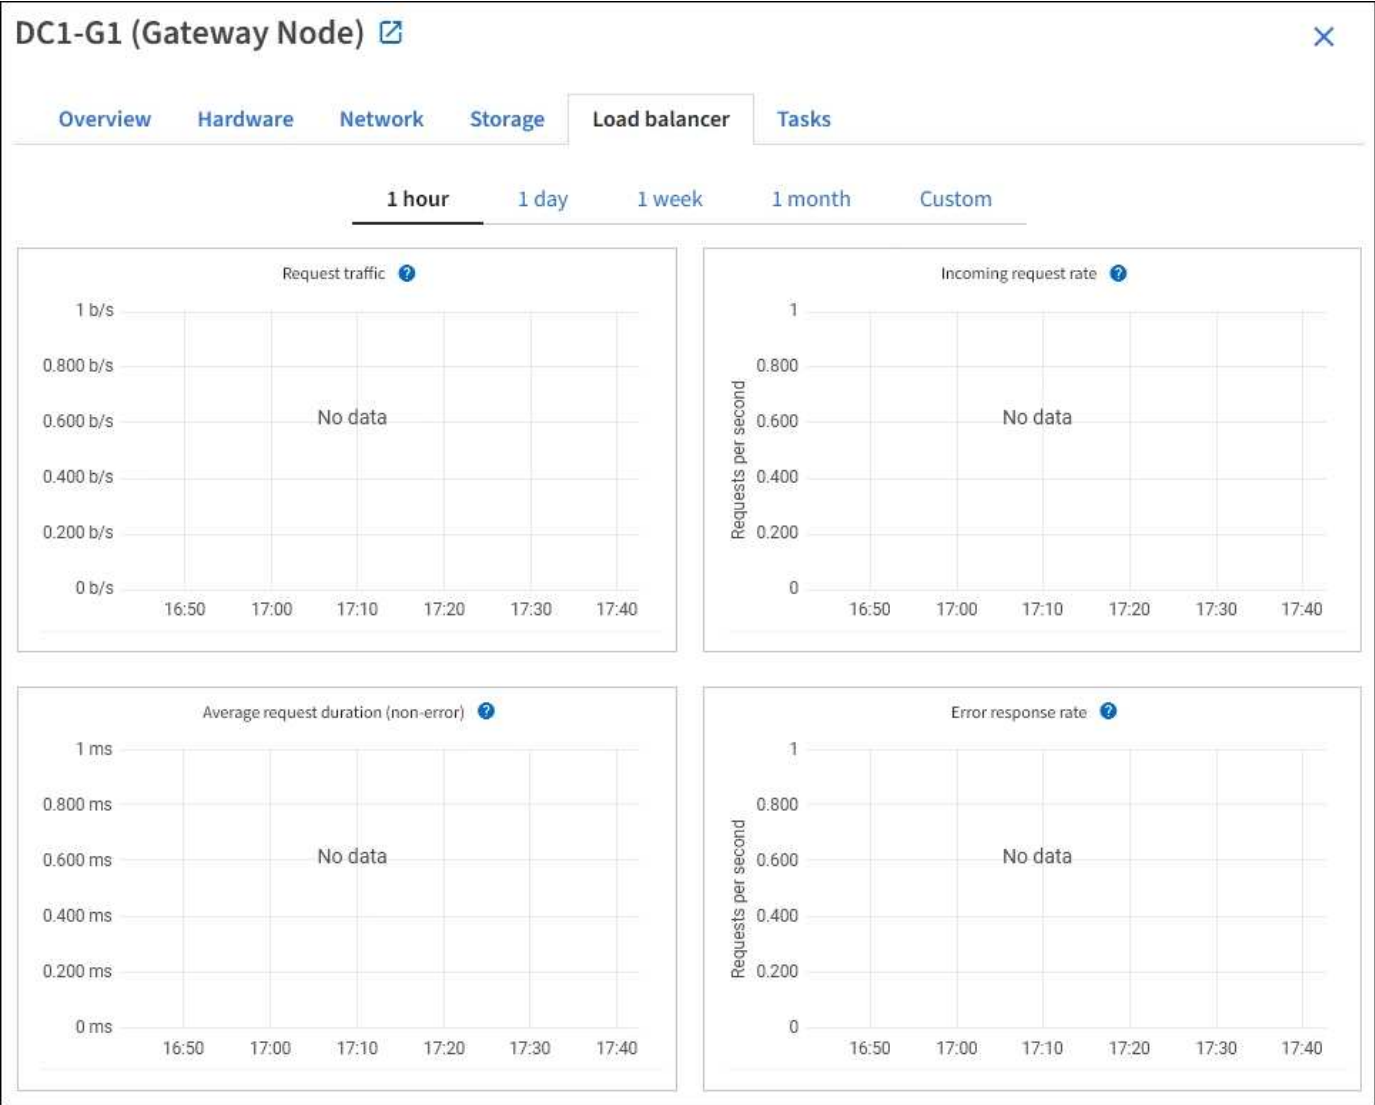 DC1-G1 (Gateway Node)
Overview Hardware Network Storage Load balancer Tasks
1 hour 1 day 1 week 1 month Custom
Request traffic
1 b/s
0.800 b/s
0.600 b/s
0.400 b/s
0.200 b/s
0 b/s
No data
16:50 17:00 17:10 17:20 17:30 17:40
Incoming request rate
Requests per second
1
0.800
0.600
0.400
0.200
0
No data
16:50 17:00 17:10 17:20 17:30 17:40
Average request duration (non-error)
1 ms
0.800 ms
0.600 ms
0.400 ms
0.200 ms
0 ms
No data
16:50 17:00 17:10 17:20 17:30 17:40
Error response rate
Requests per second
1
0.800
0.600
0.400
0.200
0
No data
16:50 17:00 17:10 17:20 17:30 17:40